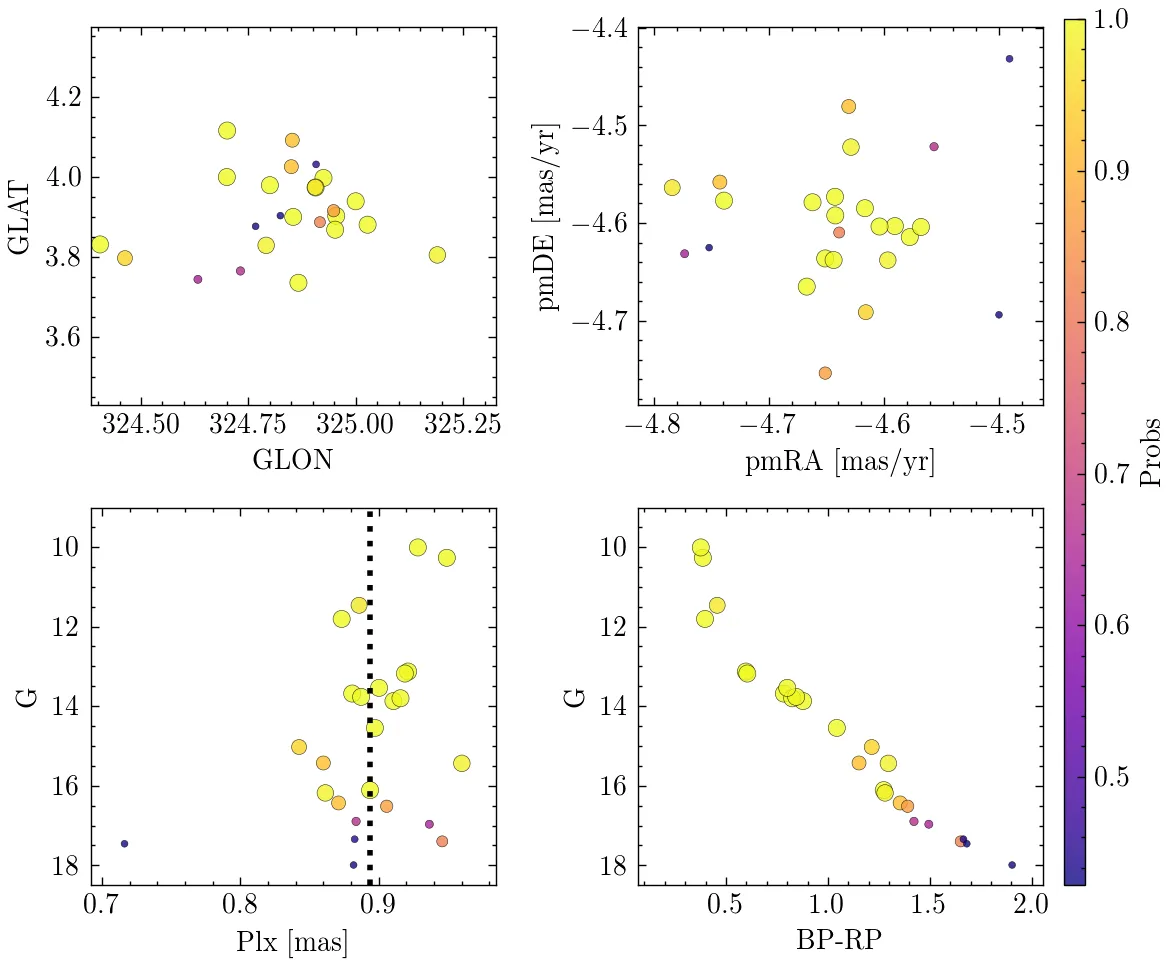 4.2
4.0
3.8
3.6
GLAT
324.50 324.75 325.00 325.25
GLON
−4.4
−4.5
−4.6
−4.7
pmDE [mas/yr]
−4.8 −4.7 −4.6 −4.5
pmRA [mas/yr]
10
12
14
16
18
G
0.7 0.8 0.9
Plx [mas]
10
12
14
16
18
G
0.5 1.0 1.5 2.0
BP-RP
1.0
0.9
0.8
0.7
0.6
0.5
Probs